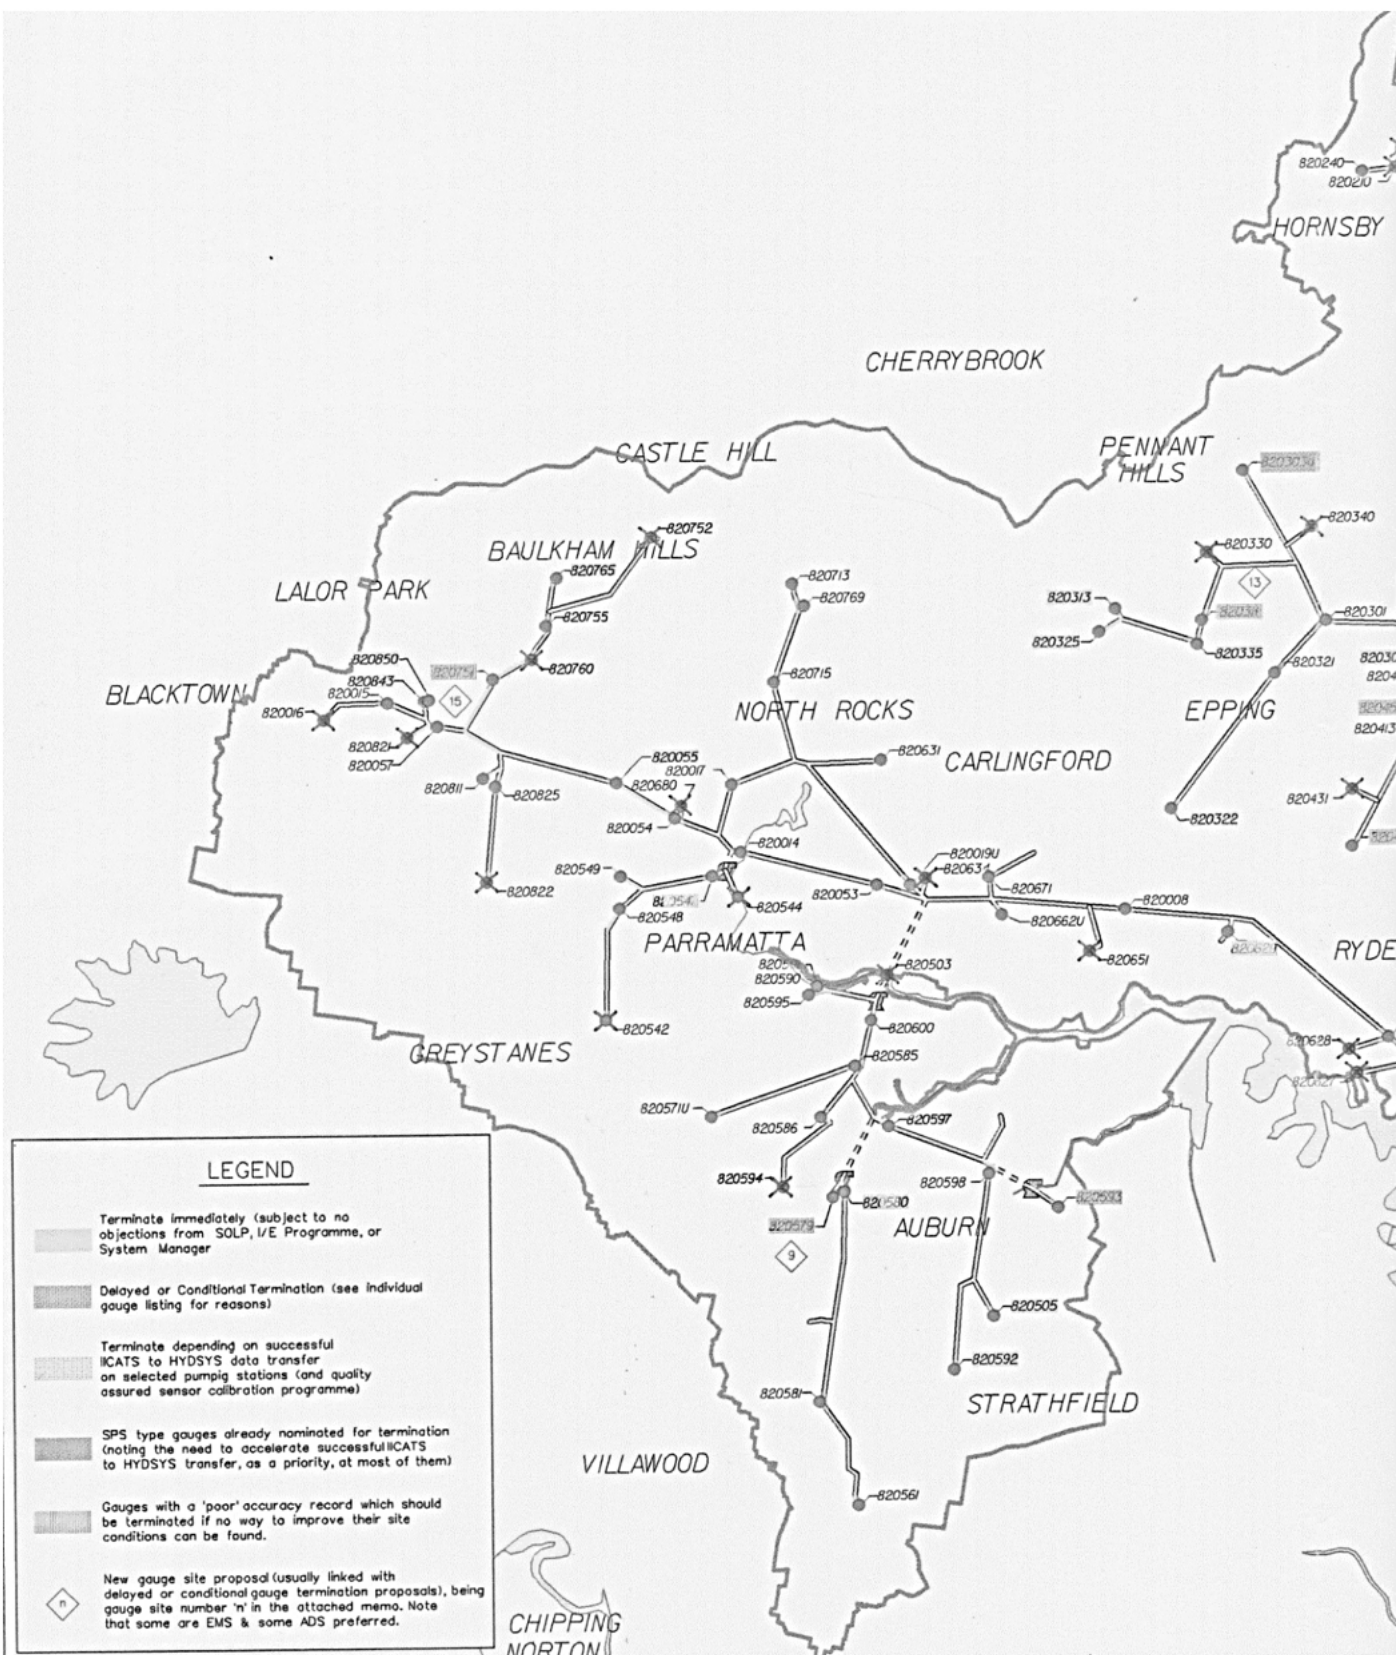 820240
820210
HORNSBY
CHERRYBROOK
CASTLE HILL
PENNANT
HILLS
820340
820330
820752
BAULKHAM HILLS
820765
13
LALOR PARK
820713
820769
820313
820301
820755
820325
820335
820850
820760
820321
820843
820715
BLACKTOWN
820015
15
820016
NORTH ROCKS
EPPING
820413
820821
820057
820055
820631
CARLINGFORD
820017
820811
820825
820680
820431
820322
820054
820014
820019U
820549
820053
820671
820822
820544
820008
820548
820662U
PARRAMATTA
RYDE
820651
820503
820590
820595
820542
820600
820628
GREYSTANES
820585
820627
820571U
820586
820597
820594
820598
820593
820580
820579
AUBURN
9
820505
820592
820581
STRATHFIELD
VILLAWOOD
820561
CHIPPING
NORTON
LEGEND
Terminate immediately (subject to no
objections from SOLP, I/E Programme, or
System Manager
Delayed or Conditional Termination (see individual
gauge listing for reasons)
Terminate depending on successful
IICATS to HYDSYS data transfer
on selected pumpig stations (and quality
assured sensor calibration programme)
SPS type gauges already nominated for termination
(noting the need to accelerate successful IICATS
to HYDSYS transfer, as a priority, at most of them)
Gauges with a 'poor' accuracy record which should
be terminated if no way to improve their site
conditions can be found.
n
New gauge site proposal (usually linked with
delayed or conditional gauge termination proposals), being
gauge site number 'n' in the attached memo. Note
that some are EMS & some ADS preferred.